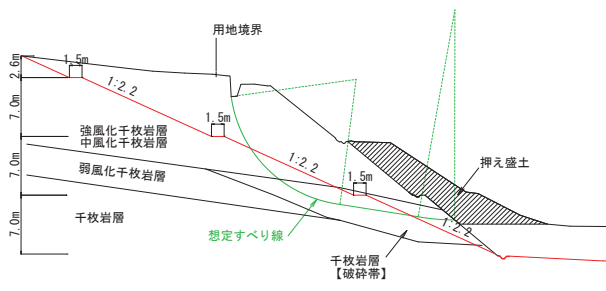 用地境界
2.6m
1.5m
1:2.2
7.0m
1.5m
強風化千枚岩層
中風化千枚岩層
1:2.2
7.0m
弱風化千枚岩層
1.5m
押え盛土
7.0m
千枚岩層
想定すべり線
1:2.2
千枚岩層
【破砕帯】